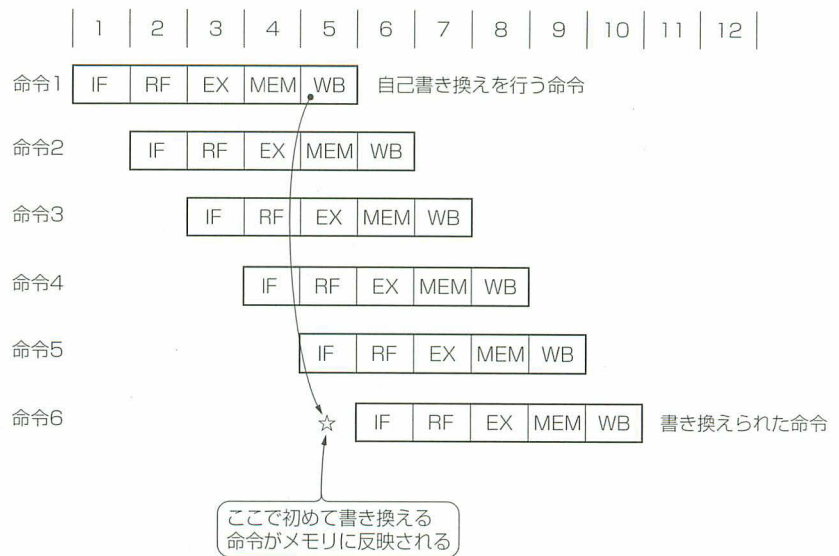 1 2 3 4 5 6 7 8 9 10 11 12
命令1 IF RF EX MEM WB 自己書き換えを行う命令
命令2 IF RF EX MEM WB
命令3 IF RF EX MEM WB
命令4 IF RF EX MEM WB
命令5 IF RF EX MEM WB
命令6 ☆ IF RF EX MEM WB 書き換えられた命令
ここで初めて書き換える
命令がメモリに反映される